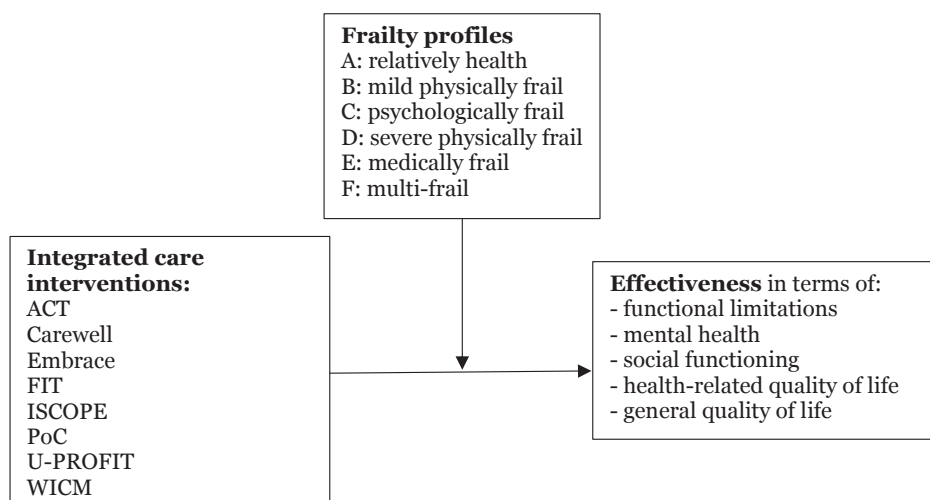 Frailty profiles
A: relatively health
B: mild physically frail
C: psychologically frail
D: severe physically frail
E: medically frail
F: multi-frail
Integrated care
interventions:
ACT
Carewell
Embrace
FIT
ISCOPE
PoC
U-PROFIT
WICM
Effectiveness in terms of:
- functional limitations
- mental health
- social functioning
- health-related quality of life
- general quality of life